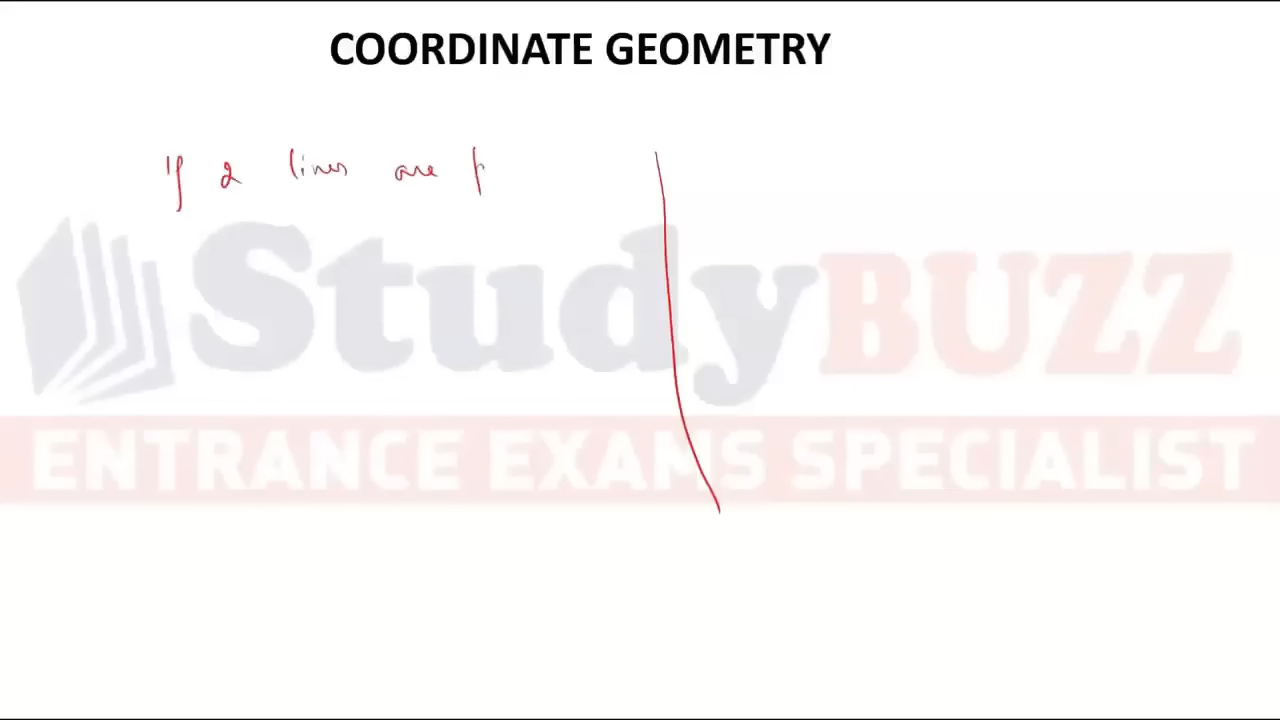 COORDINATE GEOMETRY
If 2 lines are p
StudyBUZZ
ENTRANCE EXAMS SPECIALIST